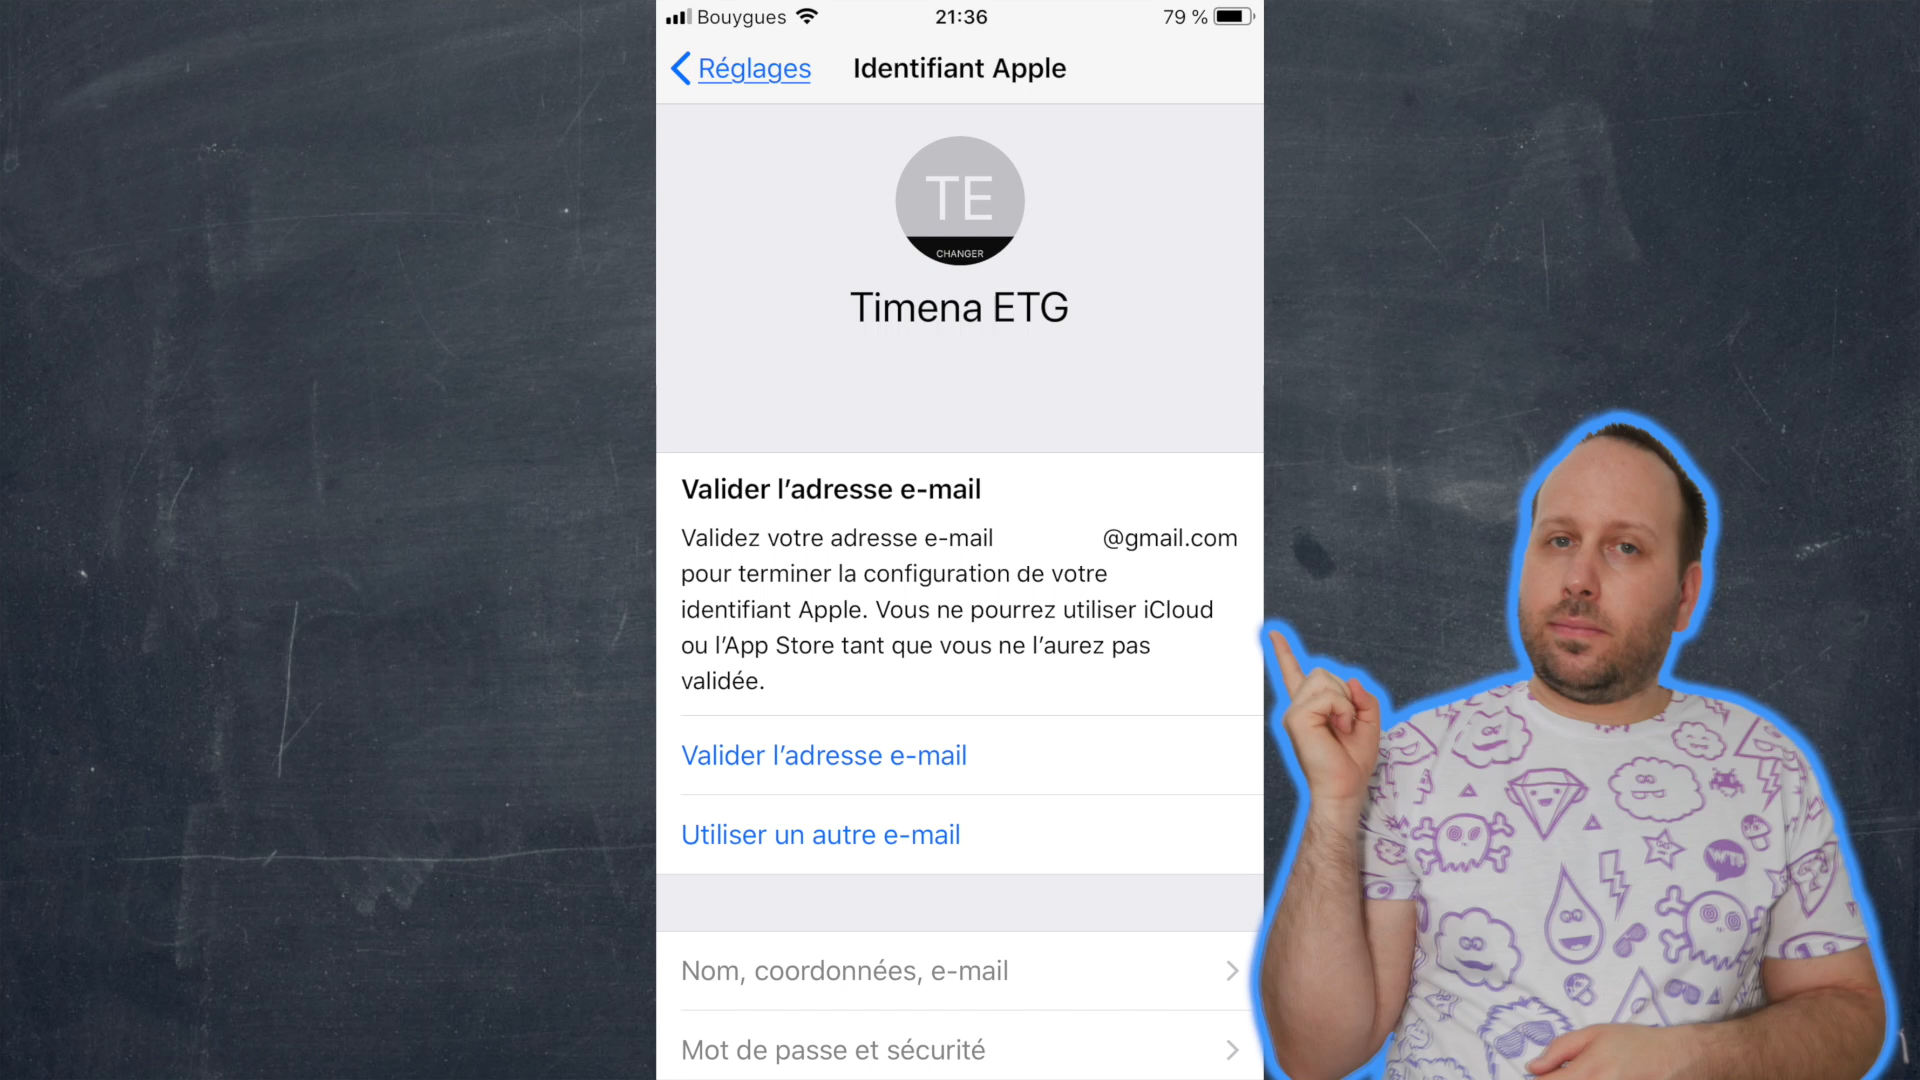 Bouygues 21:36 79 %
Réglages Identifiant Apple
TE
CHANGER
Timena ETG
Valider l’adresse e-mail
Validez votre adresse e-mail @gmail.com
pour terminer la configuration de votre
identifiant Apple. Vous ne pourrez utiliser iCloud
ou l’App Store tant que vous ne l’aurez pas
validée.
Valider l’adresse e-mail
Utiliser un autre e-mail
Nom, coordonnées, e-mail
Mot de passe et sécurité
WTF